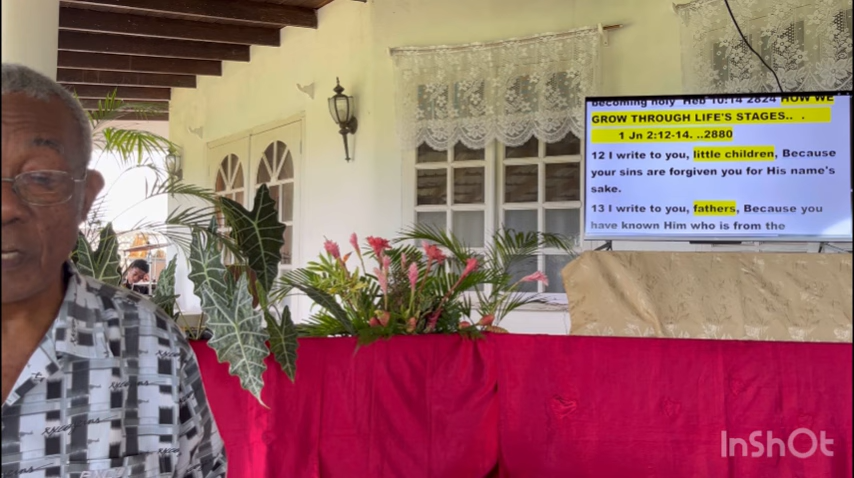 becoming holy Heb 10:14 2824 HOW WE
GROW THROUGH LIFE'S STAGES.. .
1 Jn 2:12-14. ..2880
12 I write to you, little children, Because
your sins are forgiven you for His name's
sake.
13 I write to you, fathers, Because you
have known Him who is from the
InShOt